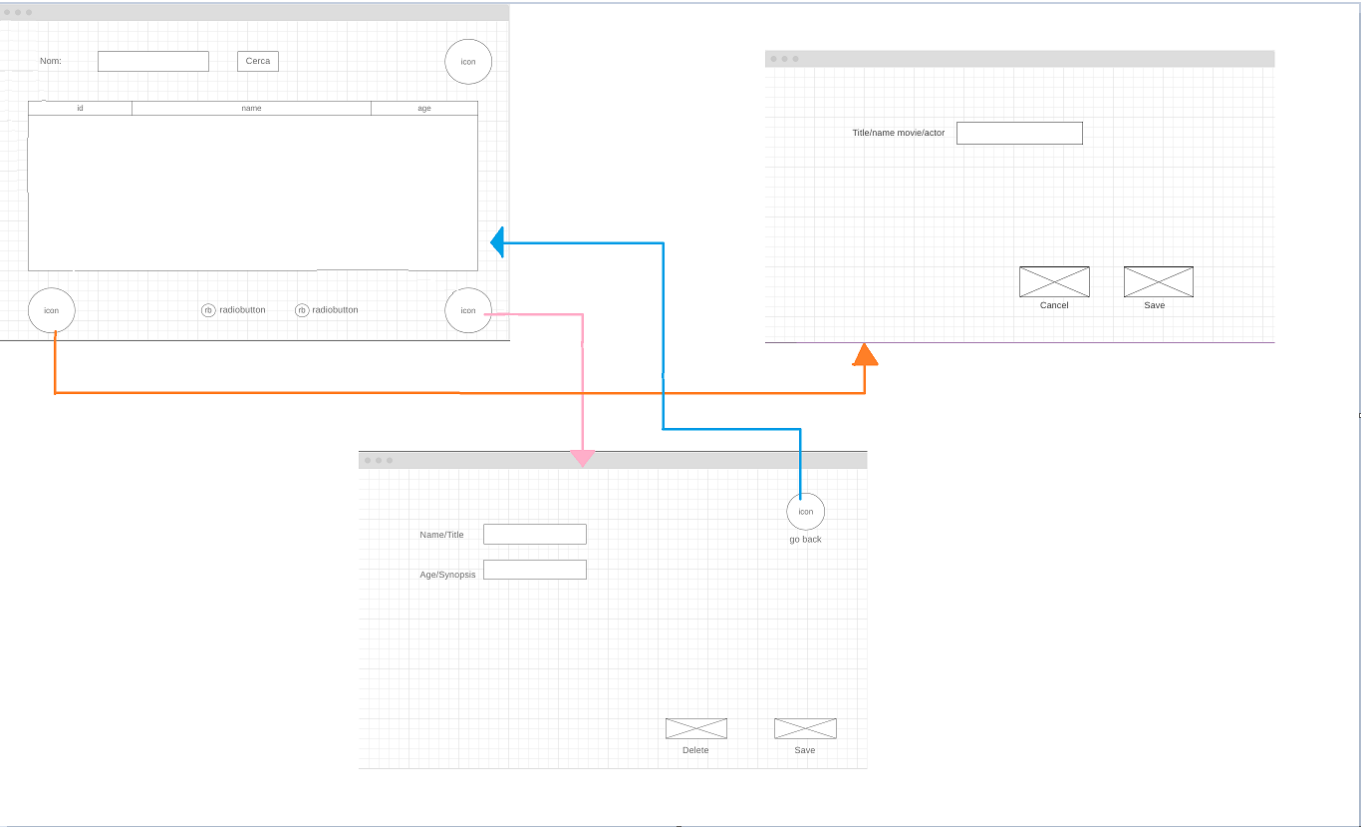 Nom:
Cerca
icon
id name age
icon
rb radiobutton
rb radiobutton
icon
Title/name movie/actor
Cancel
Save
icon
go back
Name/Title
Age/Synopsis
Delete
Save